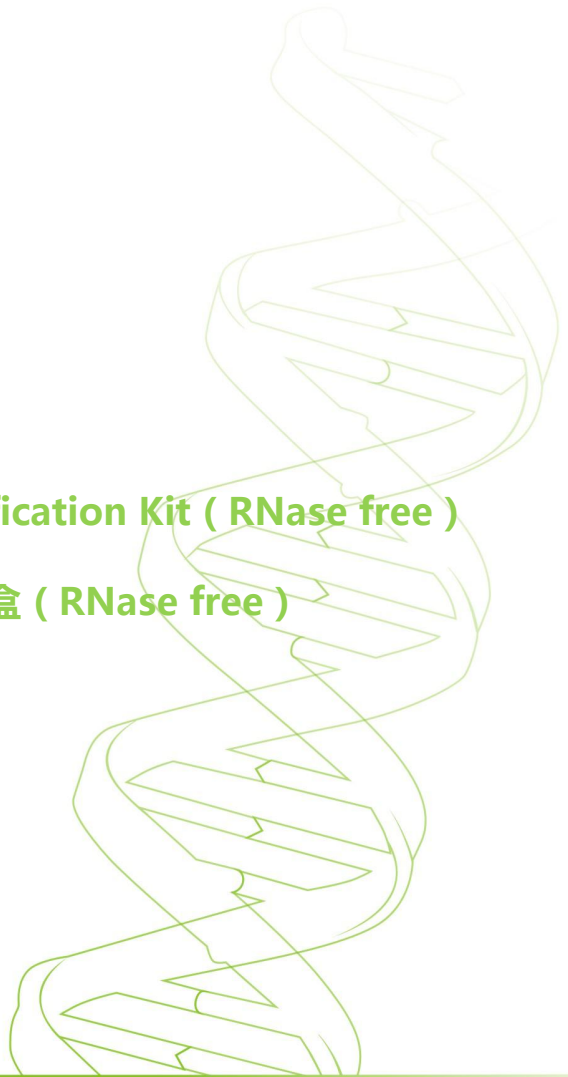 ication Kit ( RNase free )
盒 ( RNase free )